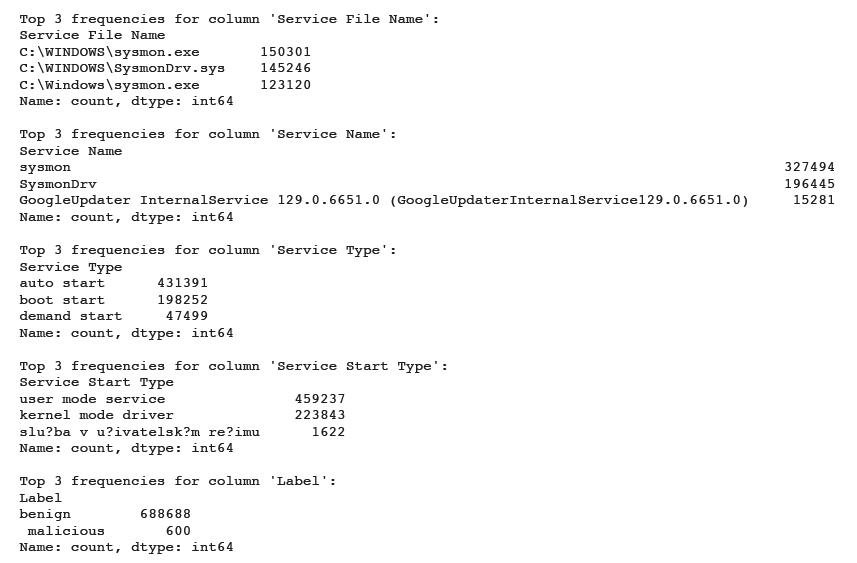 Top 3 frequencies for column 'Service File Name':
Service File Name
C:\WINDOWS\sysmon.exe 150301
C:\WINDOWS\SysmonDrv.sys 145246
C:\Windows\sysmon.exe 123120
Name: count, dtype: int64
Top 3 frequencies for column 'Service Name':
Service Name
sysmon 327494
SysmonDrv 196445
GoogleUpdater InternalService 129.0.6651.0 (GoogleUpdaterInternalService129.0.6651.0) 15281
Name: count, dtype: int64
Top 3 frequencies for column 'Service Type':
Service Type
auto start 431391
boot start 198252
demand start 47499
Name: count, dtype: int64
Top 3 frequencies for column 'Service Start Type':
Service Start Type
user mode service 459237
kernel mode driver 223843
slu?ba v u?ivatelsk?m re?imu 1622
Name: count, dtype: int64
Top 3 frequencies for column 'Label':
Label
benign 688688
malicious 600
Name: count, dtype: int64